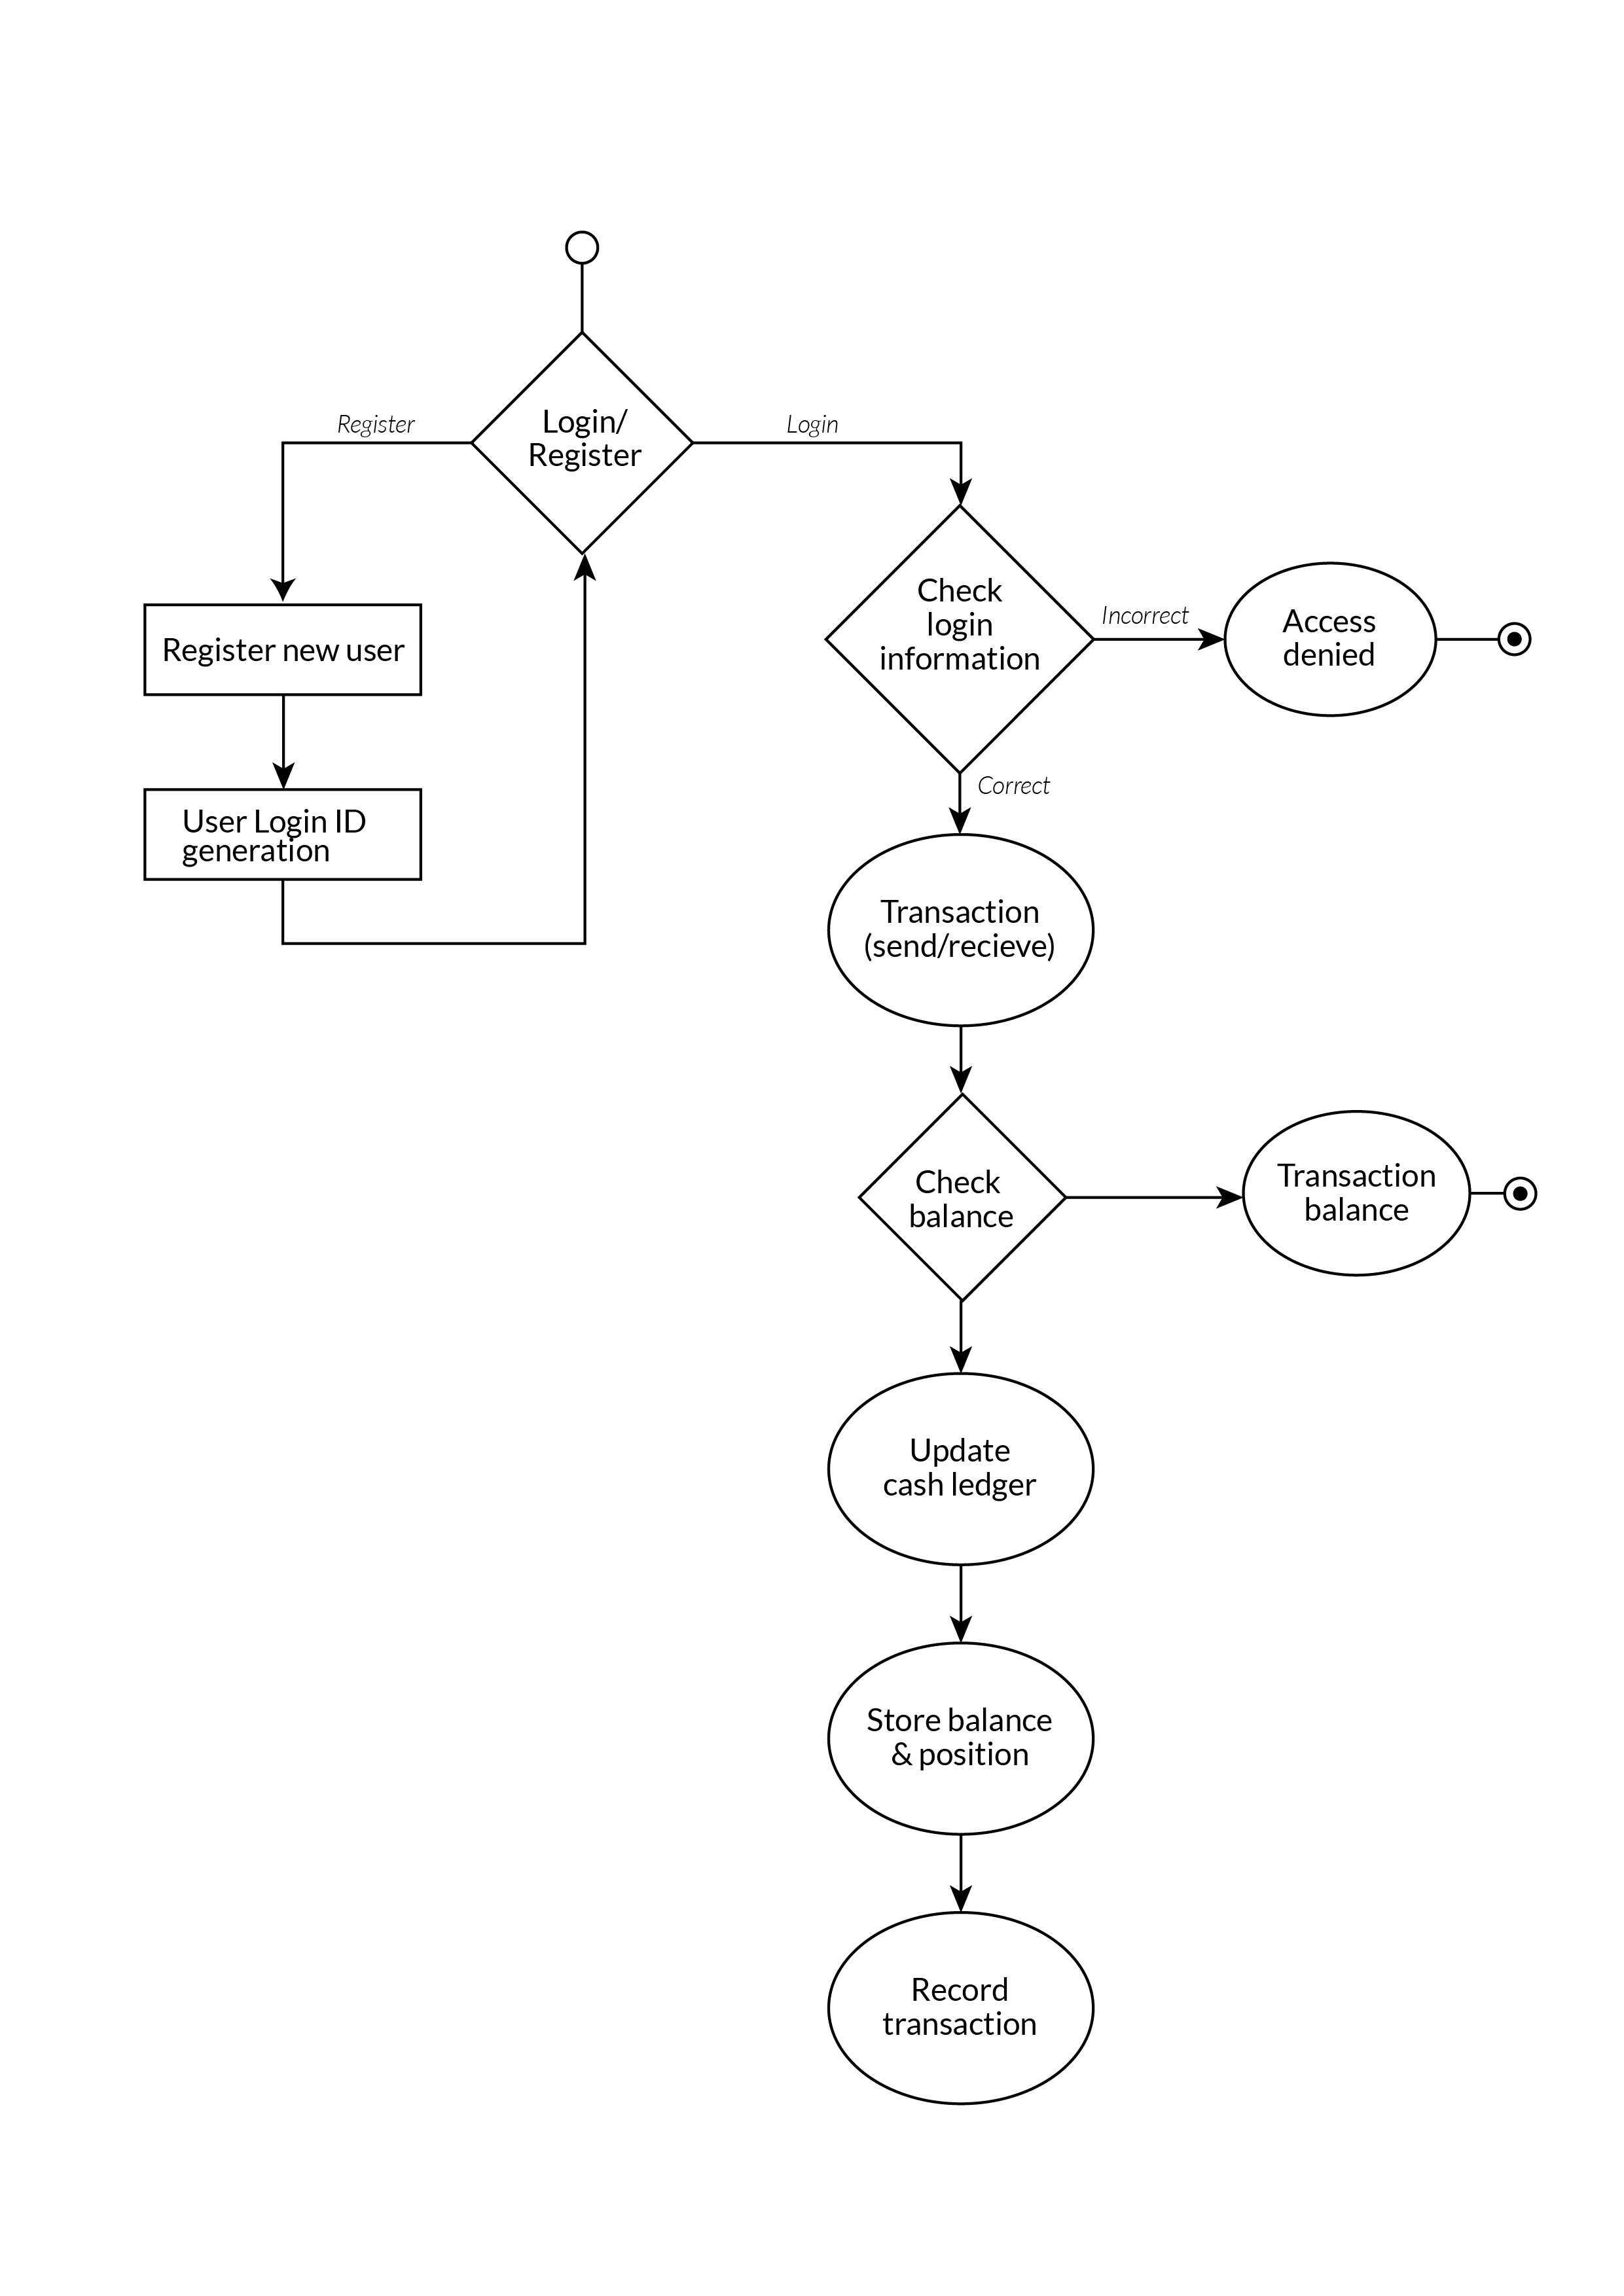 Register
Login/
Register
Login
Check
login
information
Incorrect
Access
denied
Register new user
User Login ID
generation
Correct
Transaction
(send/recieve)
Check
balance
Transaction
balance
Update
cash ledger
Store balance
& position
Record
transaction